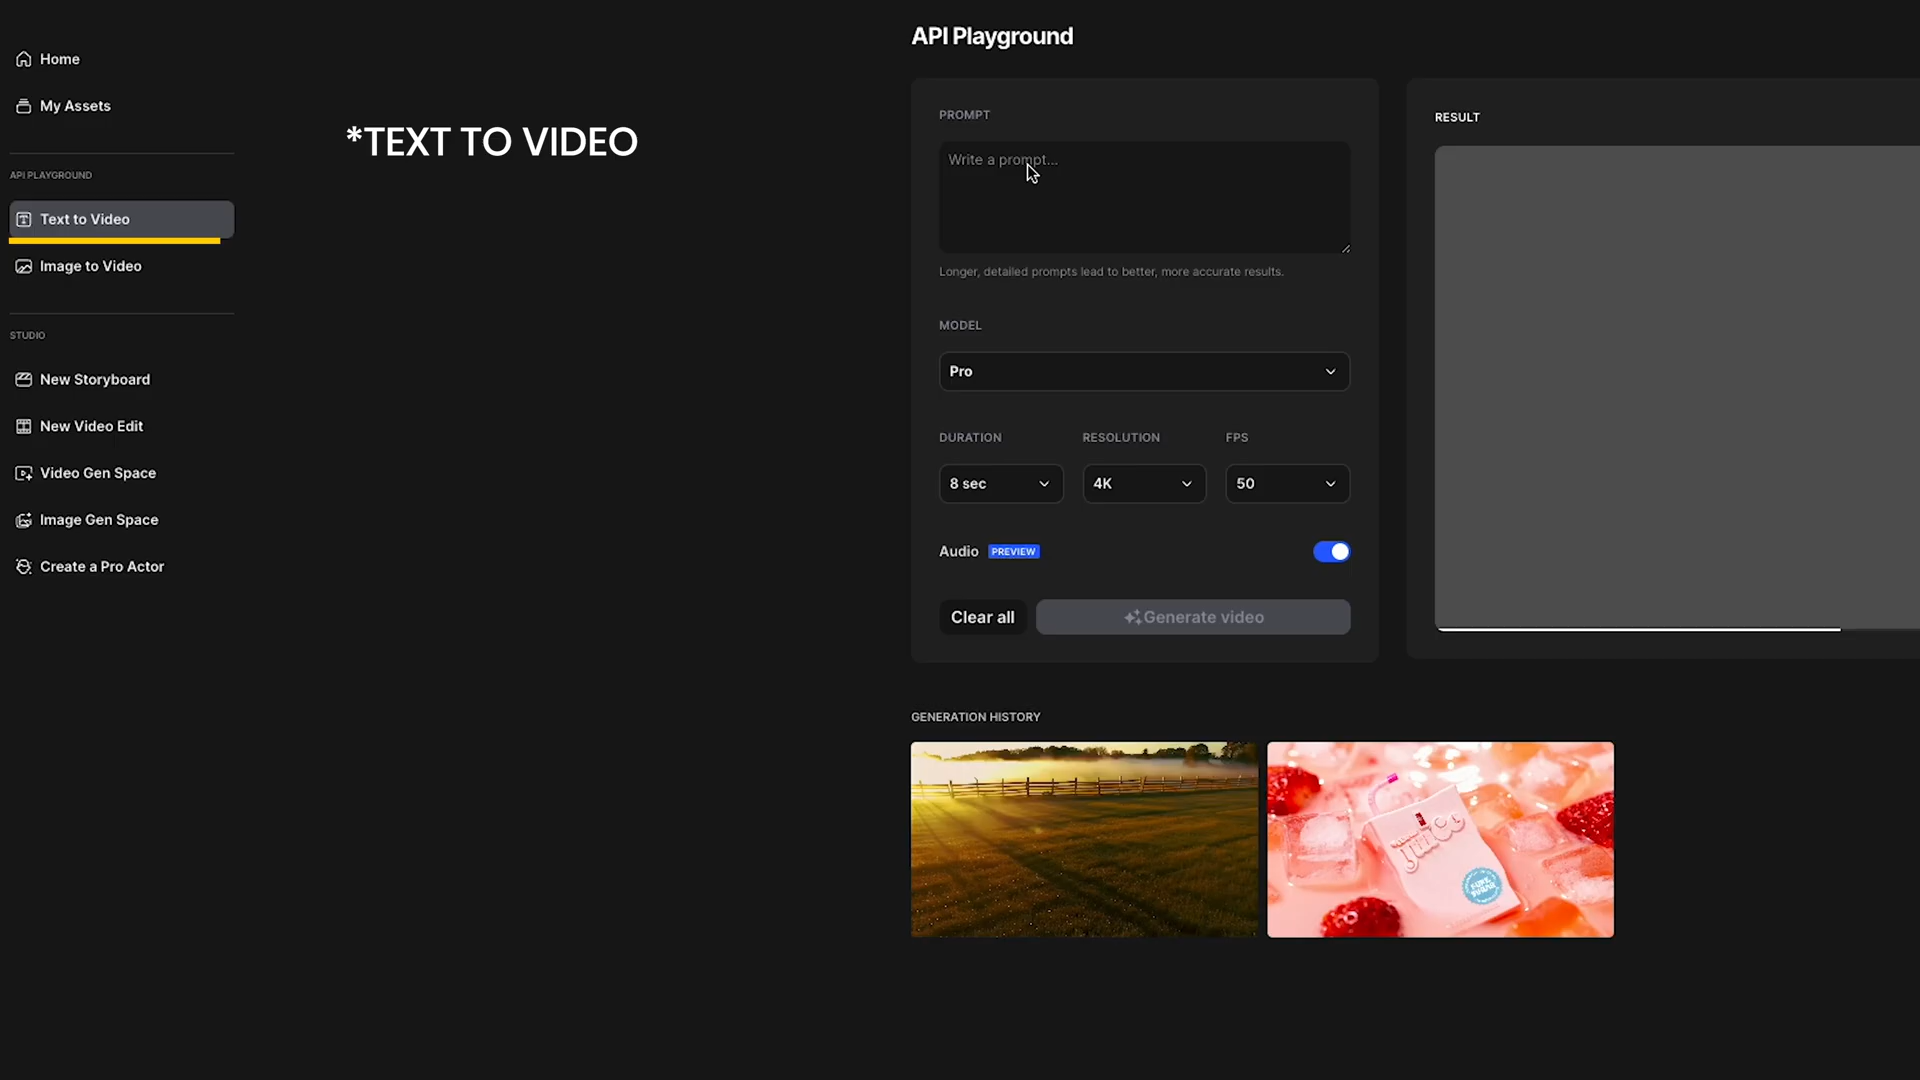 Home
My Assets
API PLAYGROUND
Text to Video
Image to Video
STUDIO
New Storyboard
New Video Edit
Video Gen Space
Image Gen Space
Create a Pro Actor
*TEXT TO VIDEO
API Playground
PROMPT
Write a prompt...
Longer, detailed prompts lead to better, more accurate results.
MODEL
Pro
DURATION RESOLUTION FPS
8 sec 4K 50
Audio PREVIEW
Clear all Generate video
RESULT
GENERATION HISTORY
juice